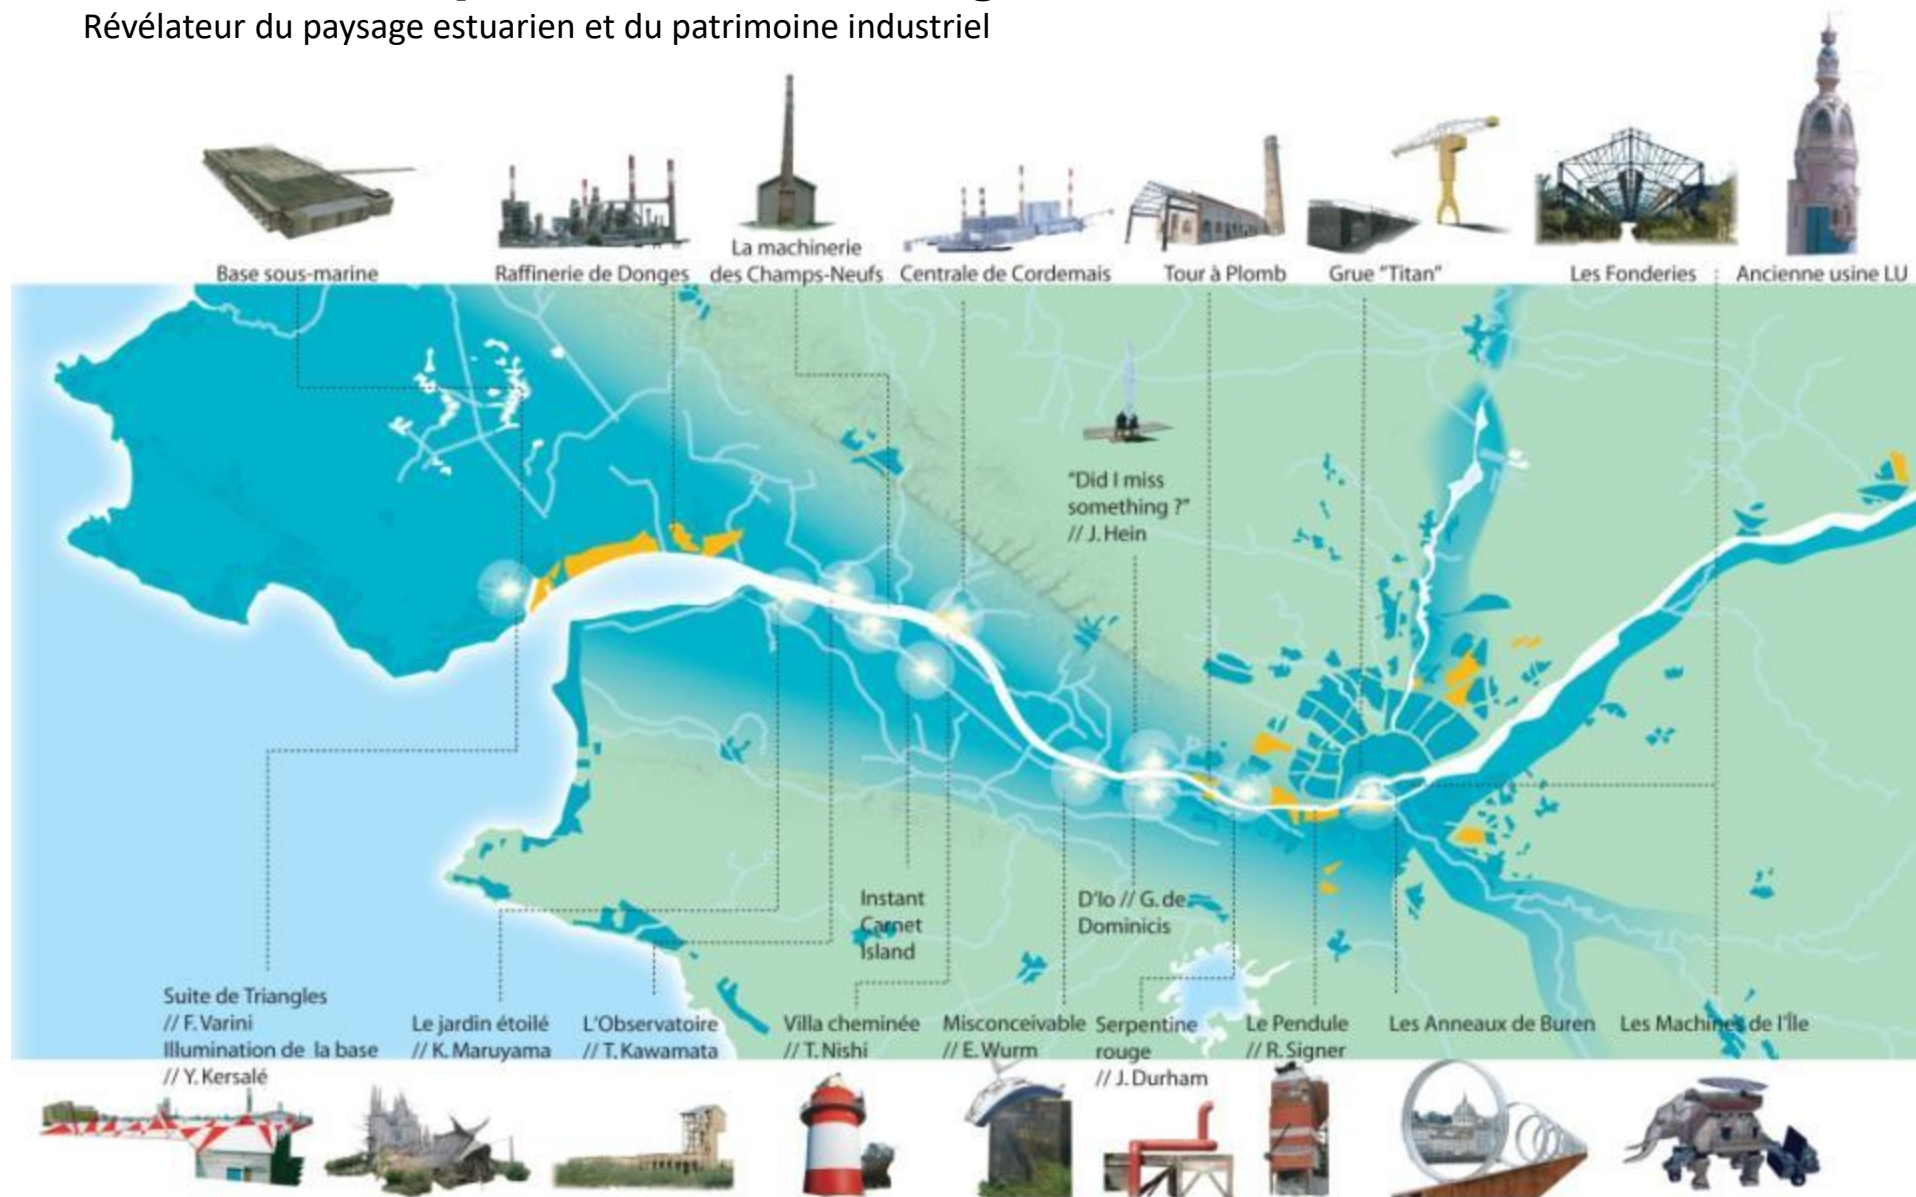 Révélateur du paysage estuarien et du patrimoine industriel
Base sous-marine
Raffinerie de Donges
La machinerie
des Champs-Neufs
Centrale de Cordemais
Tour à Plomb
Grue "Titan"
Les Fonderies
Ancienne usine LU
"Did I miss
something ?"
// J. Hein
Instant
Carnet
Island
D'Io // G. de
Dominicis
Suite de Triangles
// F. Varini
Illumination de la base
// Y. Kersalé
Le jardin étoilé
// K. Maruyama
L'Observatoire
// T. Kawamata
Villa cheminée
// T. Nishi
Misconceivable
// E. Wurm
Serpentine
rouge
// J. Durham
Le Pendule
// R. Signer
Les Anneaux de Buren
Les Machines de l'Île